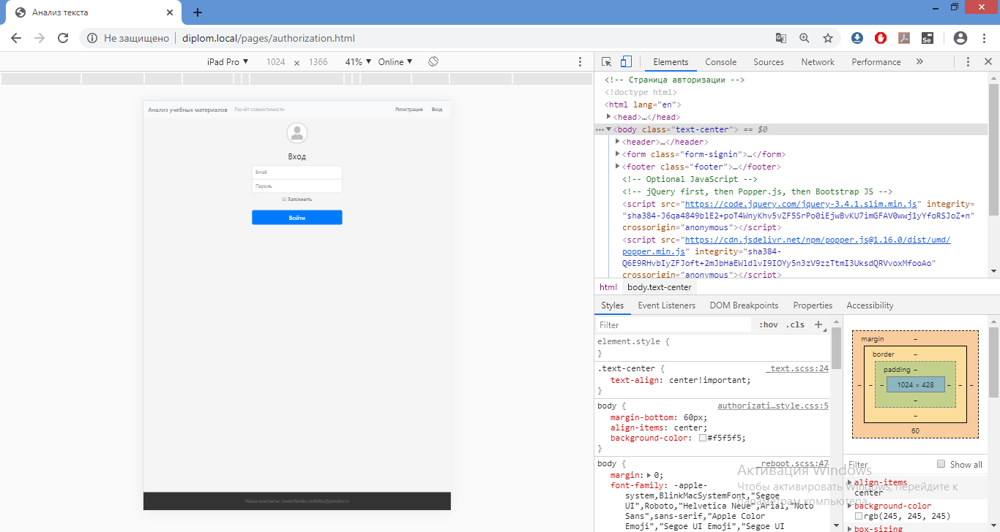 Анализ текста
Не защищено
diplom.local/pages/authorization.html
Se
iPad Pro ▼ 1024 × 1366 41% ▼ Online ▼
Анализ учебных материалов Расчёт совместимости Регистрация Вход
Вход
Email
Пароль
Запомнить
Войти
Elements Console Sources Network Performance »
<!-- Страница авторизации -->
<!doctype html>
<html lang="en">
<head>…</head>
<body class="text-center"> == $0
<header>…</header>
<form class="form-signin">…</form>
<footer class="footer">…</footer>
<!-- Optional JavaScript -->
<!-- jQuery first, then Popper.js, then Bootstrap JS -->
<script src="https://code.jquery.com/jquery-3.4.1.slim.min.js" integrity=
"sha384-J6qa4849blE2+poT4WnyKhv5vZF5SrPo0iEjwBvKU7imGFAV0wwj1yYfoRSJoZ+n"
crossorigin="anonymous"></script>
<script src="https://cdn.jsdelivr.net/npm/popper.js@1.16.0/dist/umd/
popper.min.js" integrity="sha384-
Q6E9RHvbIyZFJoft+2mJbHaEWldlvI9IOYy5n3zV9zzTtmI3UksdQRVvoxMfooAo"
crossorigin="anonymous"></script>
html body.text-center
Styles Event Listeners DOM Breakpoints Properties Accessibility
Filter :hov .cls +
element.style {
}
.text-center { _text.scss:24
text-align: center!important;
}
body { authorizati…style.css:5
margin-bottom: 60px;
align-items: center;
background-color: #f5f5f5;
}
body { _reboot.scss:47
margin: 0;
font-family: -apple-
system,BlinkMacSystemFont,"Segoe
UI",Roboto,"Helvetica Neue",Arial,"Noto
Sans",sans-serif,"Apple Color
Emoji","Segoe UI Emoji","Segoe UI
margin –
border –
padding –
– – – 1024 × 428 – – –
–
–
60
Filter Show all
align-items
center
background-color
rgb(245, 245, 245)
box-sizing
Активация Windows
Чтобы активировать Windows, перейдите к
параметрам компьютера.